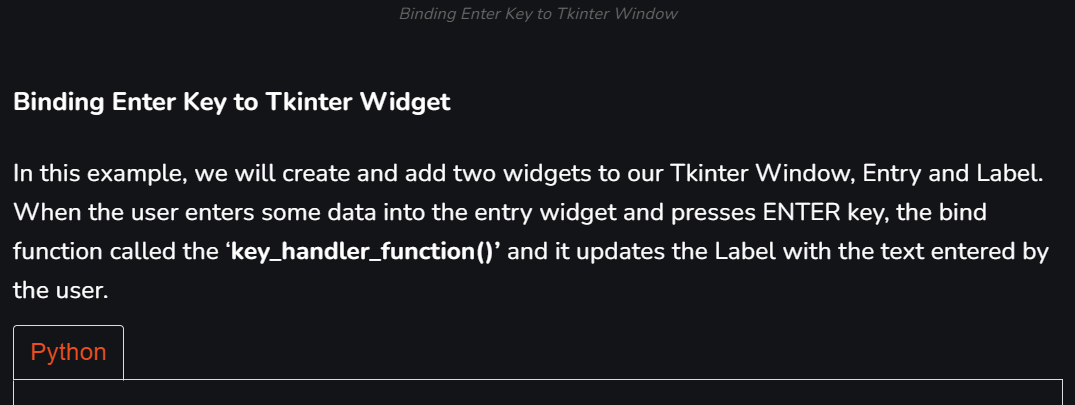 Binding Enter Key to Tkinter Window
Binding Enter Key to Tkinter Widget
In this example, we will create and add two widgets to our Tkinter Window, Entry and Label.
When the user enters some data into the entry widget and presses ENTER key, the bind
function called the ‘key_handler_function()’ and it updates the Label with the text entered by
the user.
Python